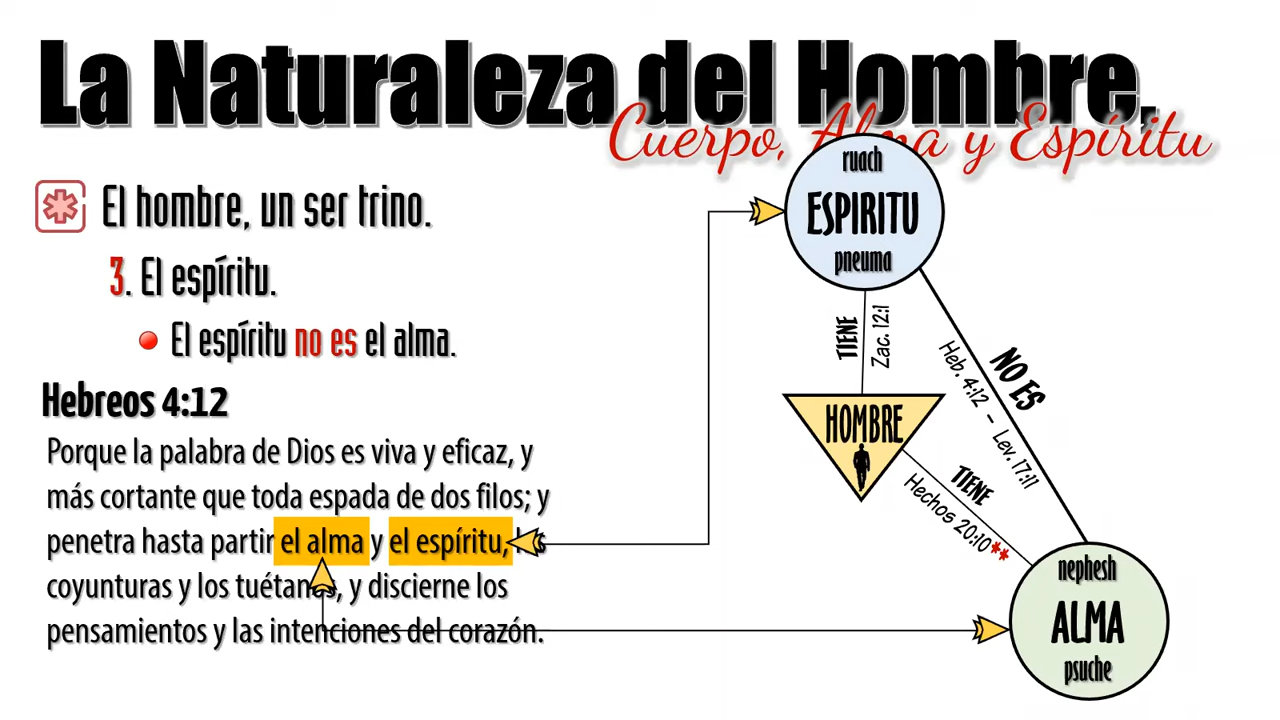 La Naturaleza del Hombre.
Cuerpo, Alma y Espíritu
El hombre, un ser trino.
3. El espíritu.
El espíritu no es el alma.
Hebreos 4:12
Porque la palabra de Dios es viva y eficaz, y
más cortante que toda espada de dos filos; y
penetra hasta partir el alma y el espíritu, las
coyunturas y los tuétanos, y discierne los
pensamientos y las intenciones del corazón.
ruach
ESPIRITU
pneuma
TIENE
Zac. 12:1
NO ES
Heb. 4:12 - Lev. 17:11
HOMBRE
TIENE
Hechos 20:10**
nephesh
ALMA
psuche